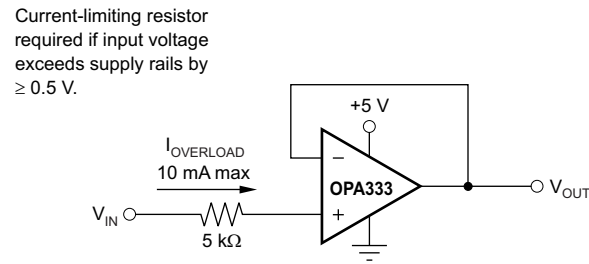 Current-limiting resistor
required if input voltage
exceeds supply rails by
≥ 0.5 V.
+5 V
I_OVERLOAD
10 mA max
−
OPA333
V_OUT
V_IN
+
5 kΩ